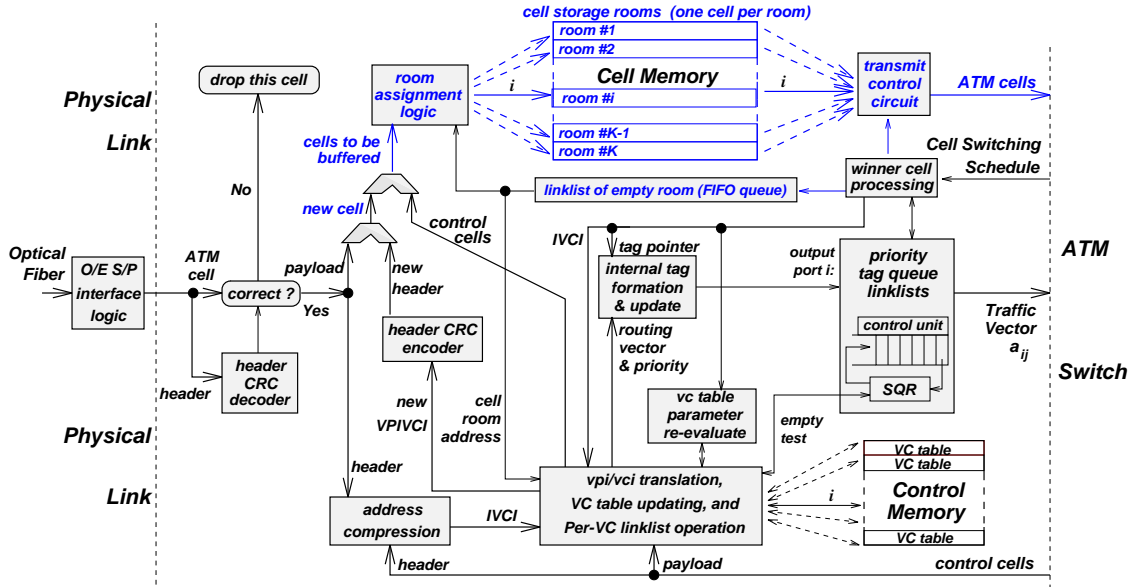 cell storage rooms (one cell per room)
room #1
room #2
Cell Memory
room #i
room #K-1
room #K
i
i
room
assignment
logic
transmit
control
circuit
ATM cells
drop this cell
Physical
Link
cells to be
buffered
Cell Switching
Schedule
winner cell
processing
linklist of empty room (FIFO queue)
No
new cell
control
cells
IVCI
tag pointer
output
port i:
priority
tag queue
linklists
ATM
Optical
Fiber
O/E S/P
interface
logic
ATM
cell
correct ?
payload
Yes
new
header
internal tag
formation
& update
control unit
SQR
Traffic
Vector
a ij
Switch
header CRC
encoder
routing
vector
& priority
header
CRC
decoder
header
new
VPIVCI
cell
room
address
vc table
parameter
re-evaluate
empty
test
Physical
Link
header
vpi/vci translation,
VC table updating, and
Per-VC linklist operation
VC table
VC table
Control
Memory
VC table
i
address
compression
IVCI
header
payload
control cells